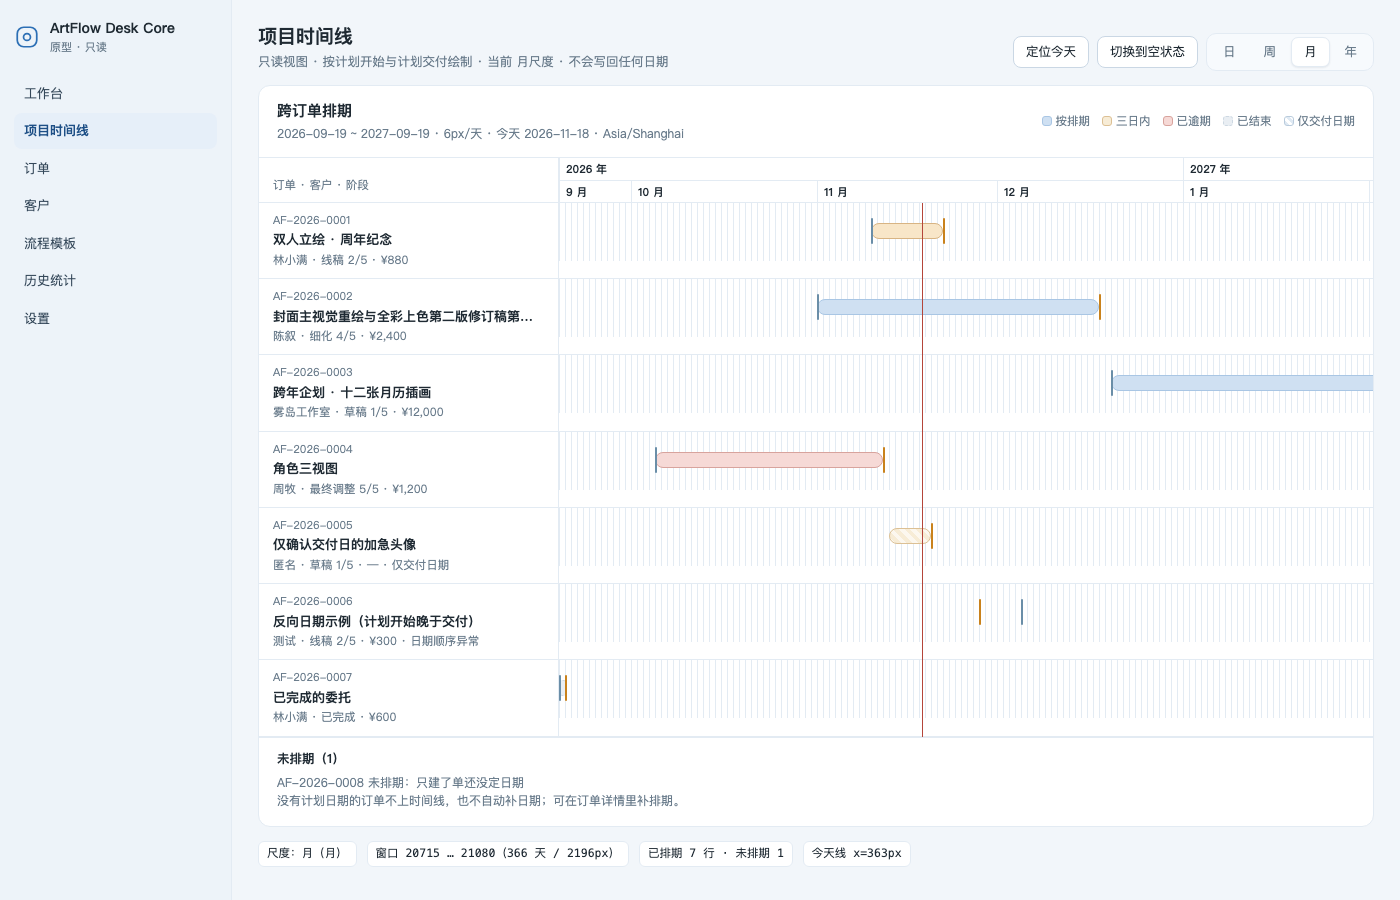 ArtFlow Desk Core
原型 · 只读
工作台
项目时间线
订单
客户
流程模板
历史统计
设置
项目时间线
只读视图 · 按计划开始与计划交付绘制 · 当前 月尺度 · 不会写回任何日期
定位今天
切换到空状态
日 周 月 年
跨订单排期
2026-09-19 ~ 2027-09-19 · 6px/天 · 今天 2026-11-18 · Asia/Shanghai
按排期 三日内 已逾期 已结束 仅交付日期
订单 · 客户 · 阶段
2026 年 2027 年
9 月 10 月 11 月 12 月 1 月
AF-2026-0001
双人立绘 · 周年纪念
林小满 · 线稿 2/5 · ¥880
AF-2026-0002
封面主视觉重绘与全彩上色第二版修订稿第…
陈叙 · 细化 4/5 · ¥2,400
AF-2026-0003
跨年企划 · 十二张月历插画
雾岛工作室 · 草稿 1/5 · ¥12,000
AF-2026-0004
角色三视图
周牧 · 最终调整 5/5 · ¥1,200
AF-2026-0005
仅确认交付日的加急头像
匿名 · 草稿 1/5 · — · 仅交付日期
AF-2026-0006
反向日期示例（计划开始晚于交付）
测试 · 线稿 2/5 · ¥300 · 日期顺序异常
AF-2026-0007
已完成的委托
林小满 · 已完成 · ¥600
未排期（1）
AF-2026-0008 未排期：只建了单还没定日期
没有计划日期的订单不上时间线，也不自动补日期；可在订单详情里补排期。
尺度：月（月）
窗口 20715 … 21080（366 天 / 2196px）
已排期 7 行 · 未排期 1
今天线 x=363px